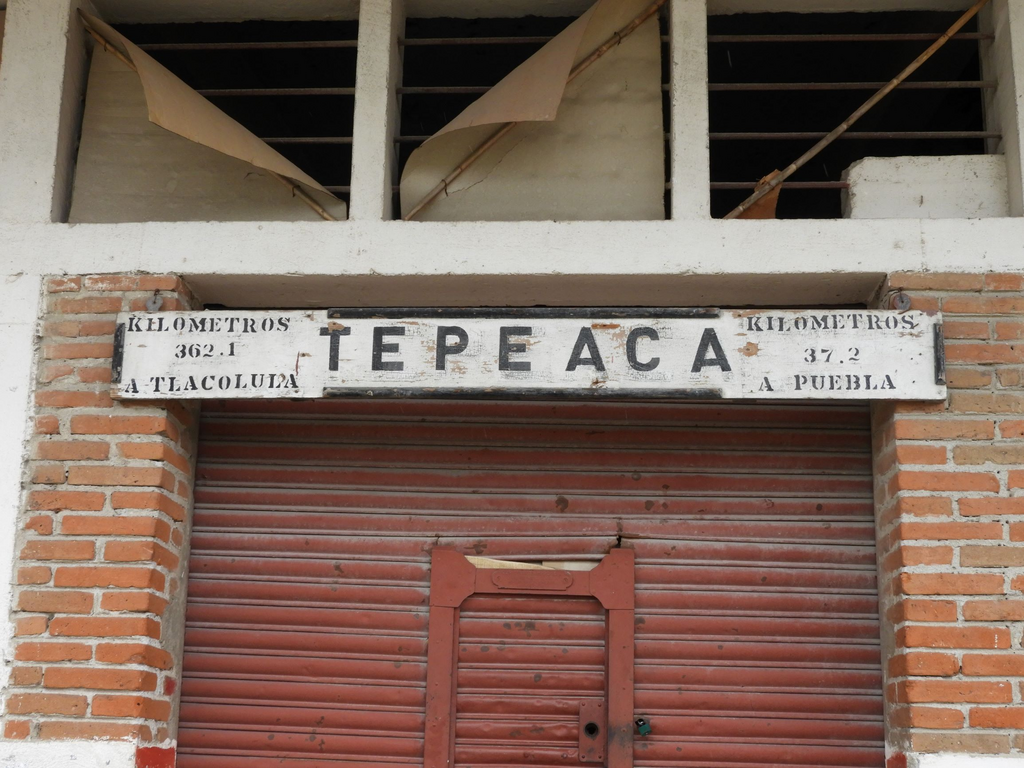 KILOMETROS
362.1
A TLACOLULA
TEPEACA
KILOMETROS
37.2
A PUEBLA